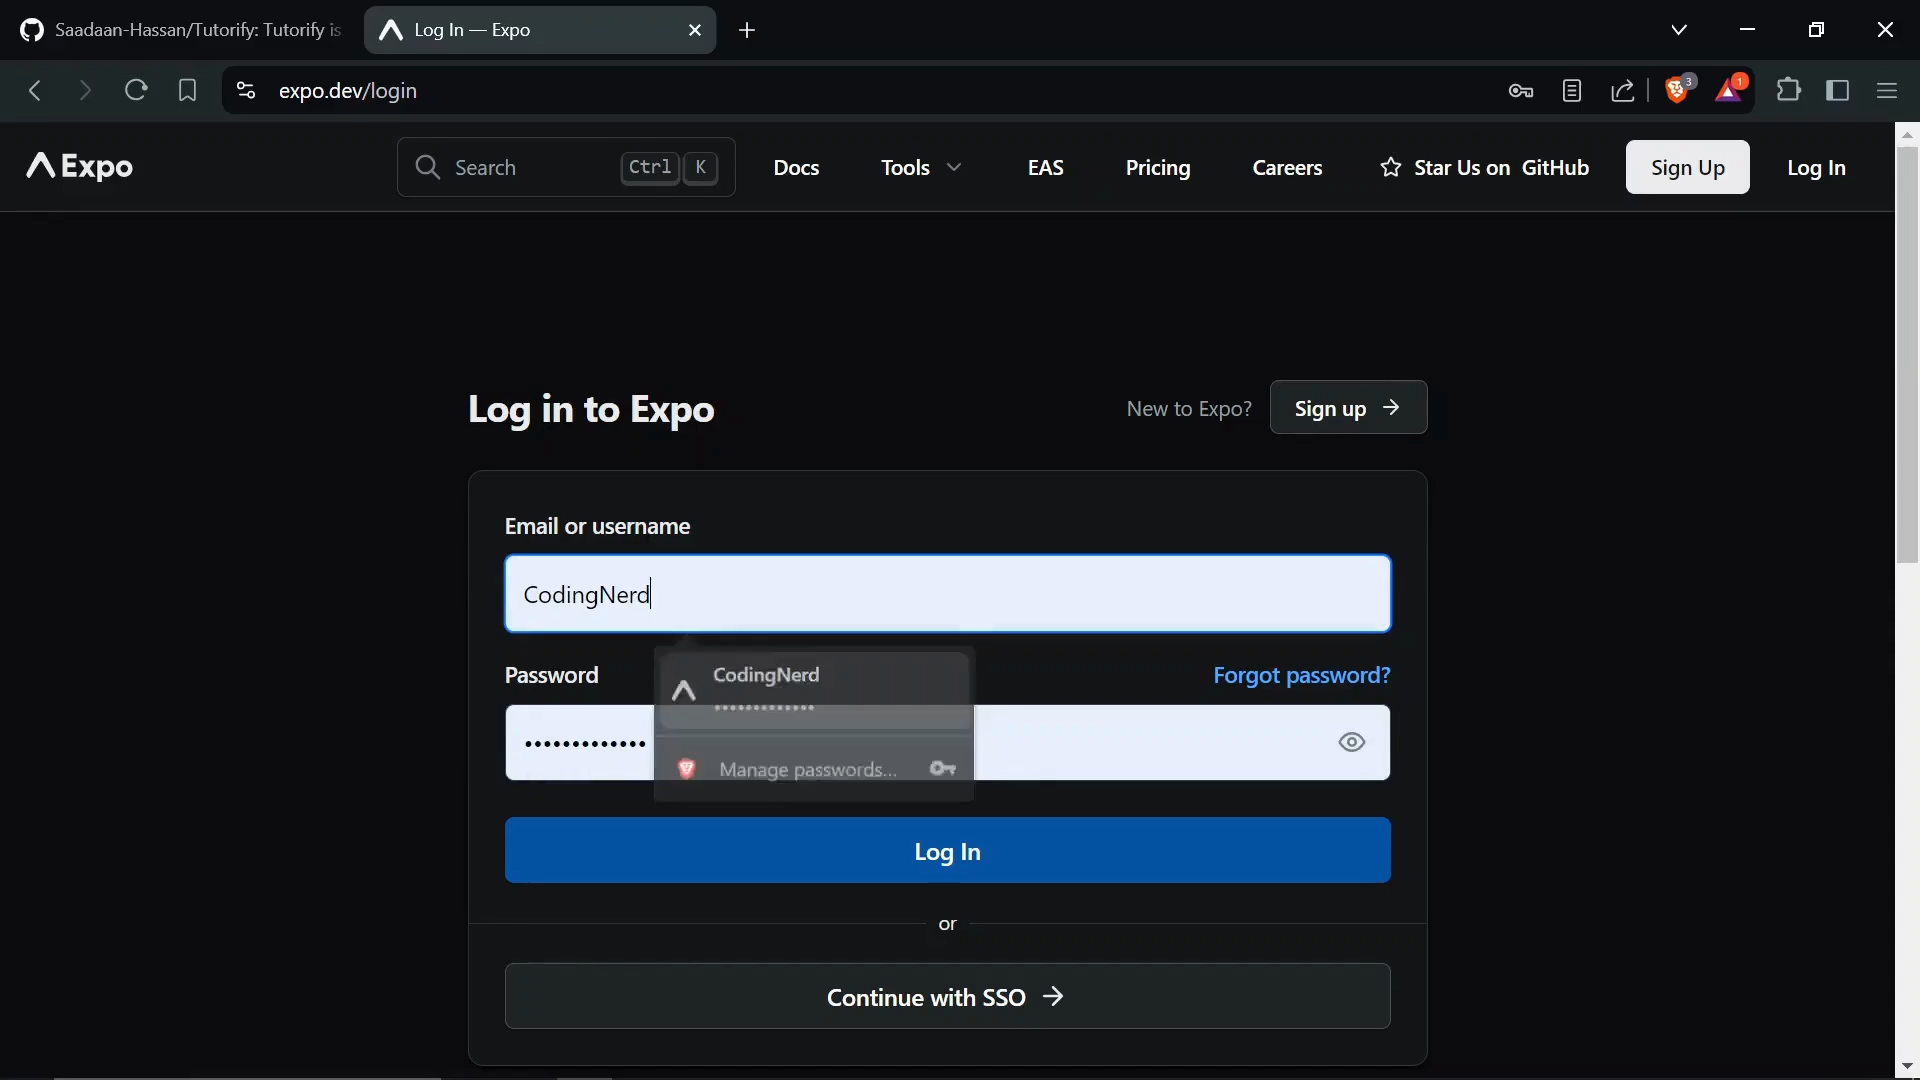 Saadaan-Hassan/Tutorify: Tutorify is
Log In — Expo
expo.dev/login
3
1
Expo
Search
Ctrl K
Docs
Tools
EAS
Pricing
Careers
Star Us on GitHub
Sign Up
Log In
Log in to Expo
New to Expo?
Sign up →
Email or username
CodingNerd
Password
CodingNerd
•••••••••••••
Forgot password?
•••••••••••••
Manage passwords...
Log In
or
Continue with SSO →